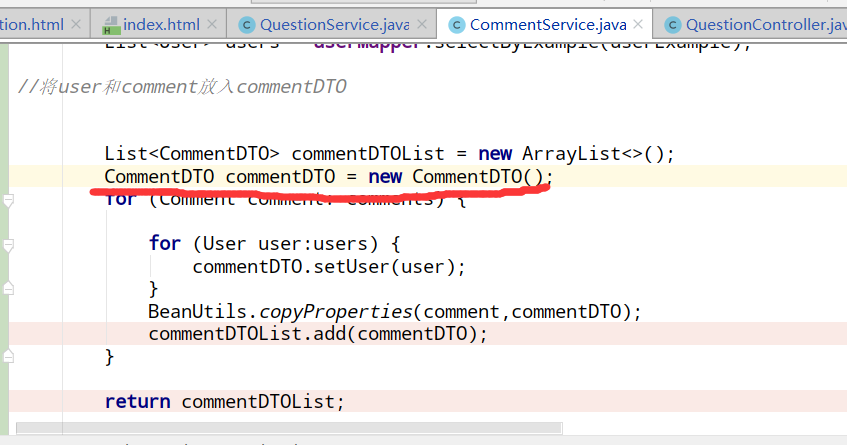 tion.html × index.html × QuestionService.java × CommentService.java × QuestionController.jav
List<User> users = userMapper.selectByExample(userExample);
//将user和comment放入commentDTO
List<CommentDTO> commentDTOList = new ArrayList<>();
CommentDTO commentDTO = new CommentDTO();
for (Comment comment: comments) {
for (User user:users) {
commentDTO.setUser(user);
}
BeanUtils.copyProperties(comment,commentDTO);
commentDTOList.add(commentDTO);
}
return commentDTOList;